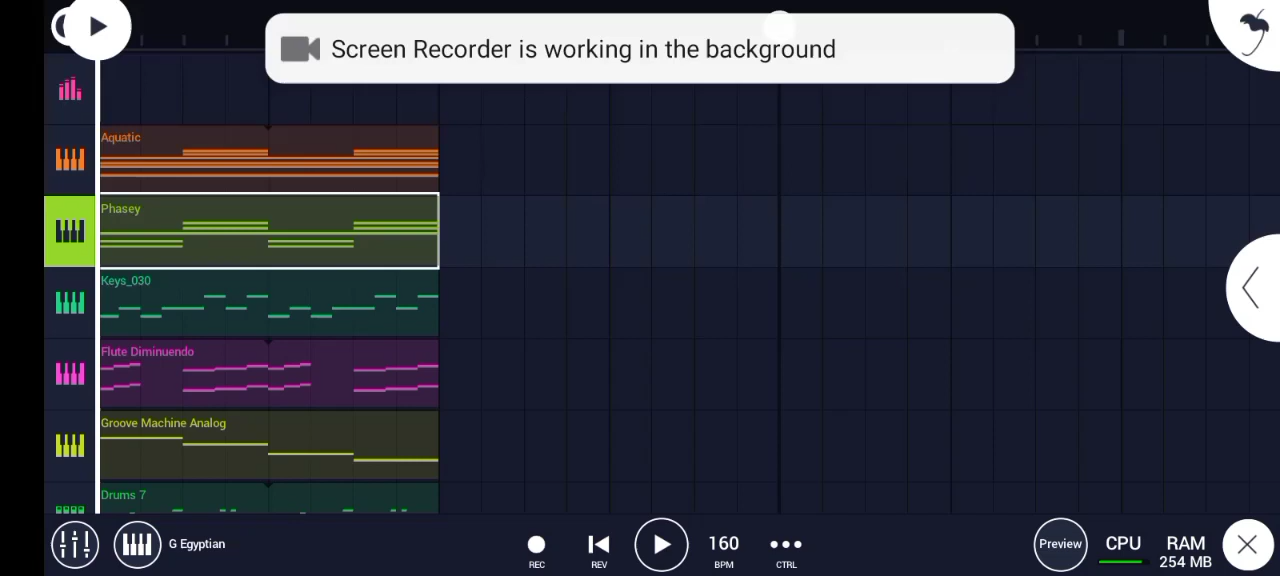 Screen Recorder is working in the background
Aquatic
Phasey
Keys_030
Flute Diminuendo
Groove Machine Analog
Drums 7
G Egyptian
REC
REV
160
BPM
CTRL
Preview
CPU
RAM
254 MB